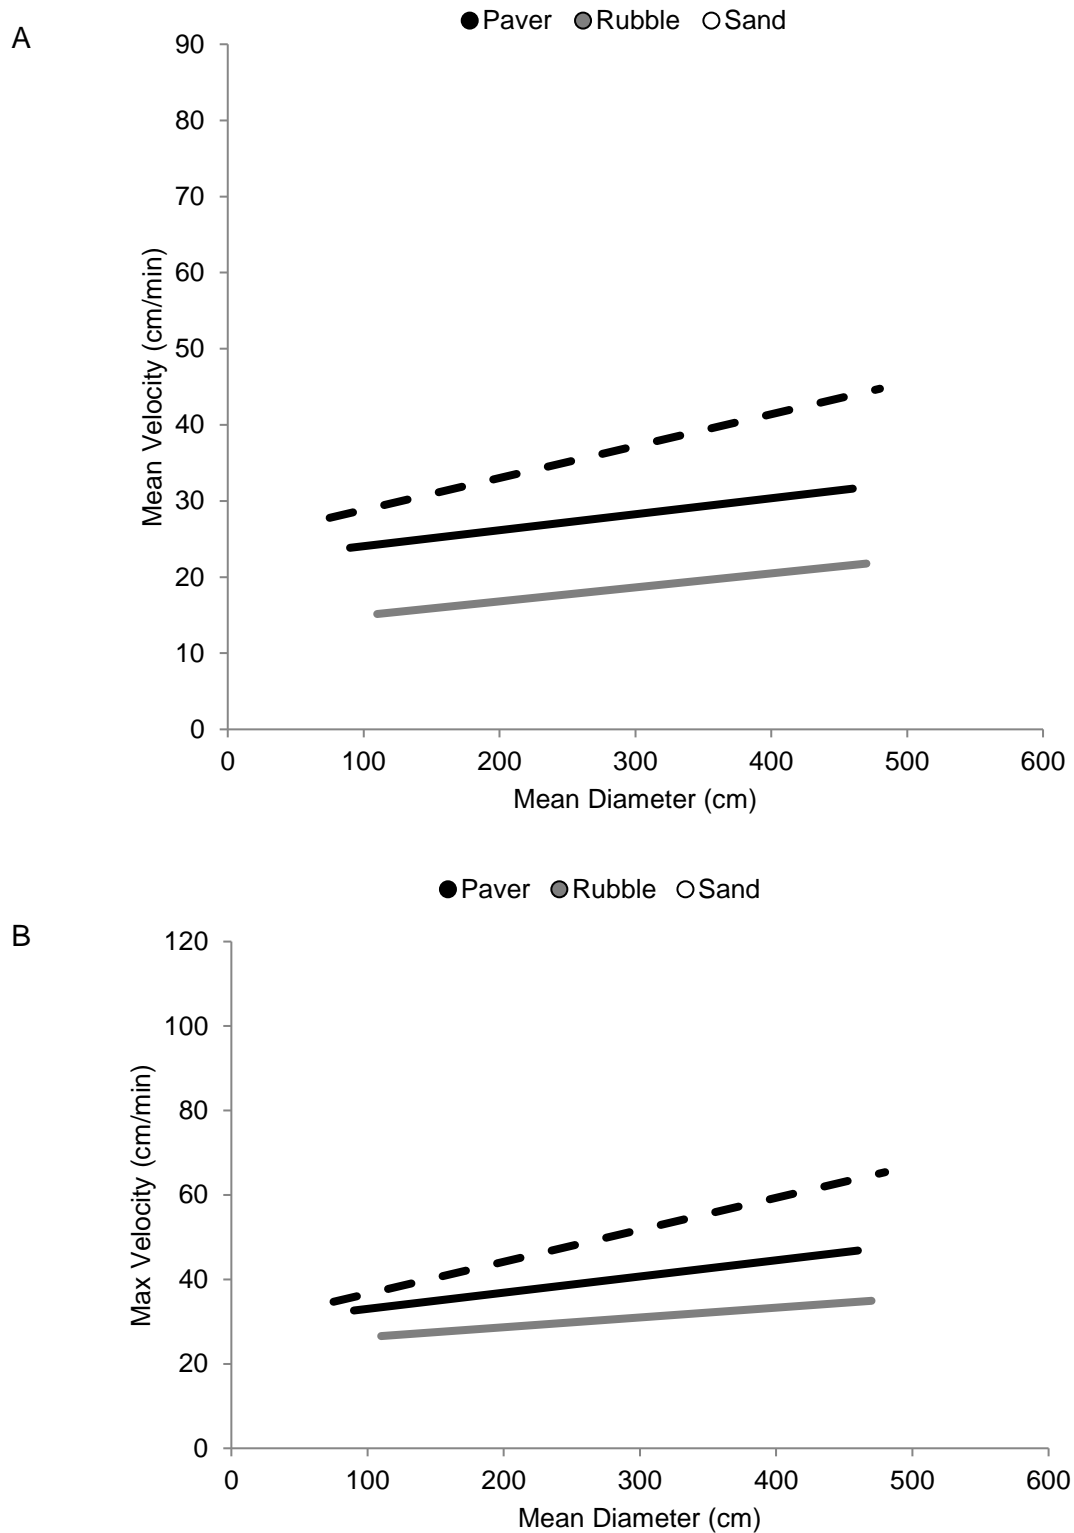 A
Paver Rubble Sand
90
80
70
60
50
40
30
20
10
0
Mean Velocity (cm/min)
0 100 200 300 400 500 600
Mean Diameter (cm)
Paver Rubble Sand
B
120
100
80
60
40
20
0
Max Velocity (cm/min)
0 100 200 300 400 500 600
Mean Diameter (cm)